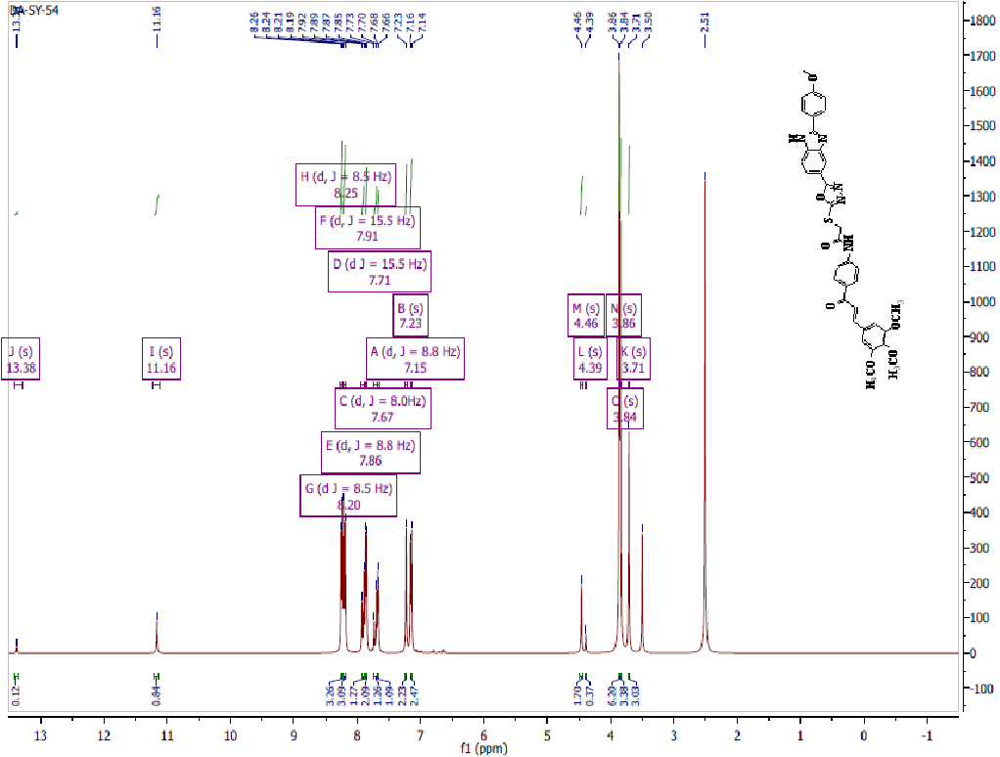 DA-SY-54
13.38
11.16
8.26
8.24
8.21
8.19
7.92
7.89
7.87
7.85
7.73
7.70
7.68
7.66
7.23
7.16
7.14
4.46
4.39
3.86
3.84
3.71
3.50
2.51
H (d, J = 8.5 Hz)
8.25
F (d, J = 15.5 Hz)
7.91
D (d J = 15.5 Hz)
7.71
B (s)
7.23
M (s)
4.46
N (s)
3.86
J (s)
13.38
I (s)
11.16
A (d, J = 8.8 Hz)
7.15
L (s)
4.39
K (s)
3.71
C (d, J = 8.0Hz)
7.67
O (s)
3.84
E (d, J = 8.8 Hz)
7.86
G (d J = 8.5 Hz)
8.20
O
HN
N
O
N-N
S
O
NH
O
OCH3
H3CO
H3CO
0.12
0.84
3.26
3.09
1.27
2.09
1.26
1.09
2.23
2.47
1.70
0.37
6.20
3.38
3.03
1800
1700
1600
1500
1400
1300
1200
1100
1000
900
800
700
600
500
400
300
200
100
0
-100
13 12 11 10 9 8 7 6 5 4 3 2 1 0 -1
f1 (ppm)